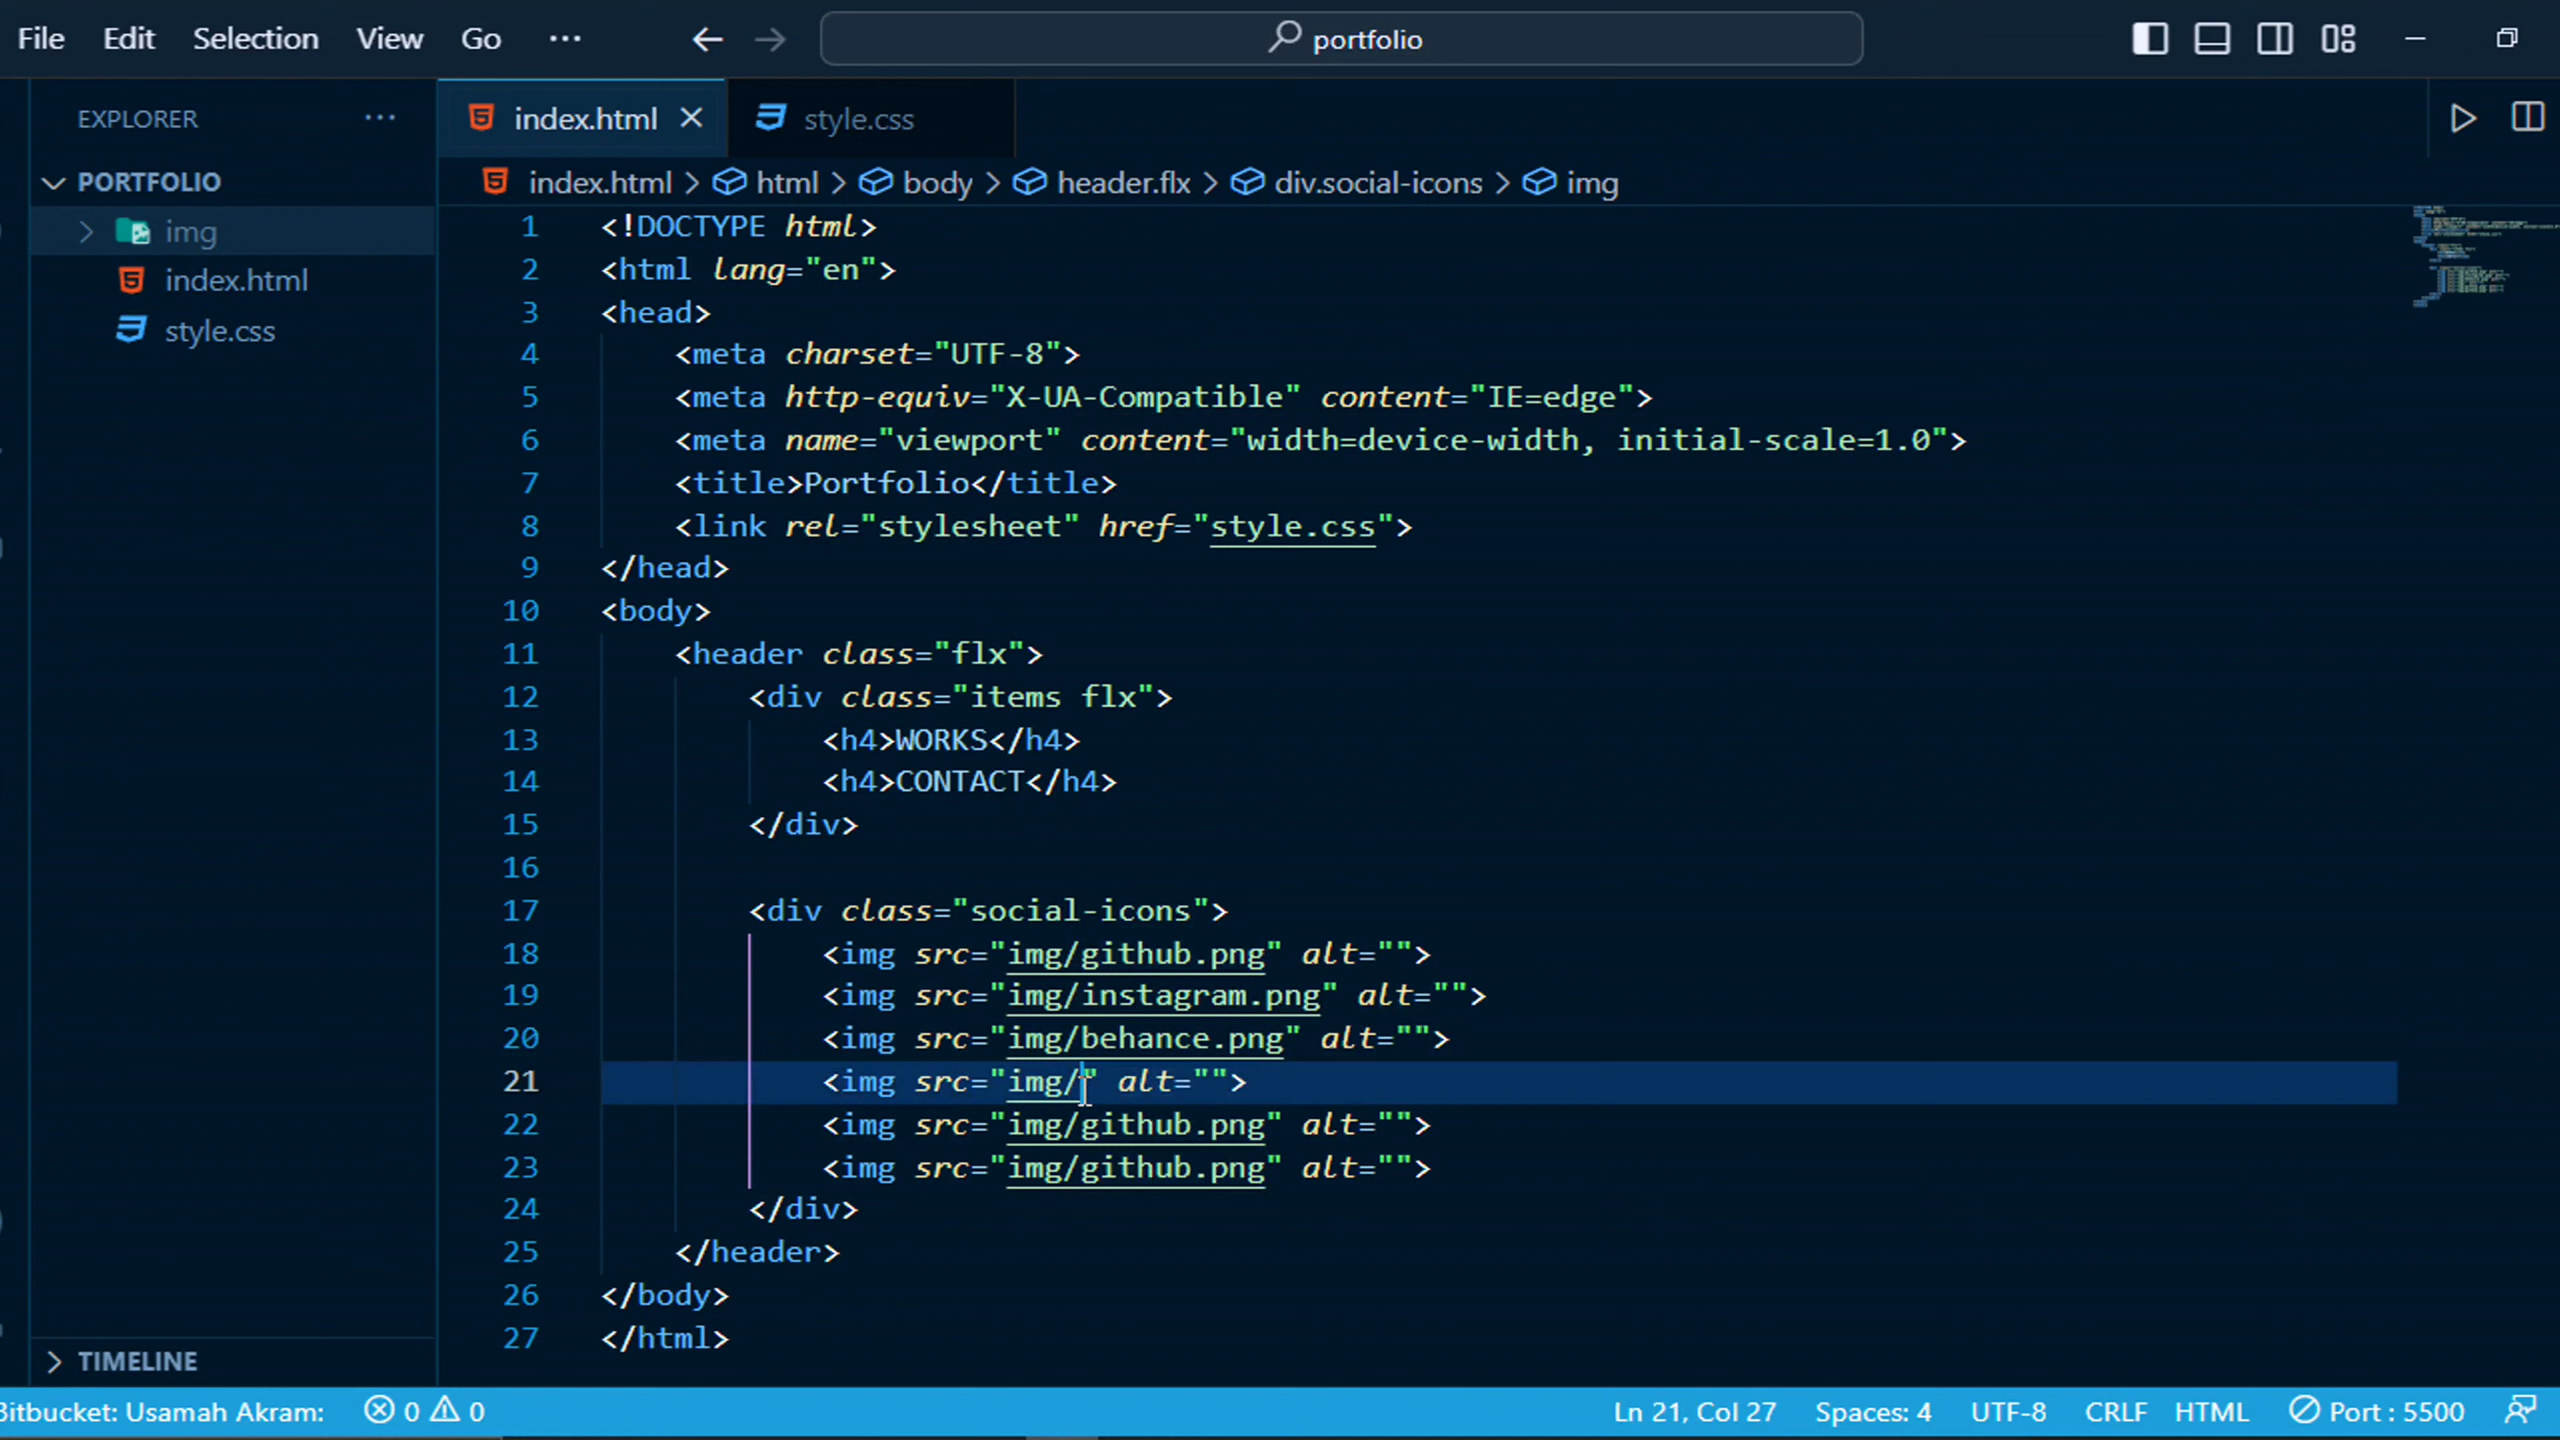 File Edit Selection View Go ··· portfolio
EXPLORER ···
index.html style.css
PORTFOLIO
index.html > html > body > header.flx > div.social-icons > img
img
index.html
style.css
1 <!DOCTYPE html>
2 <html lang="en">
3 <head>
4 <meta charset="UTF-8">
5 <meta http-equiv="X-UA-Compatible" content="IE=edge">
6 <meta name="viewport" content="width=device-width, initial-scale=1.0">
7 <title>Portfolio</title>
8 <link rel="stylesheet" href="style.css">
9 </head>
10 <body>
11 <header class="flx">
12 <div class="items flx">
13 <h4>WORKS</h4>
14 <h4>CONTACT</h4>
15 </div>
16
17 <div class="social-icons">
18 <img src="img/github.png" alt="">
19 <img src="img/instagram.png" alt="">
20 <img src="img/behance.png" alt="">
21 <img src="img/" alt="">
22 <img src="img/github.png" alt="">
23 <img src="img/github.png" alt="">
24 </div>
25 </header>
26 </body>
27 </html>
TIMELINE
Bitbucket: Usamah Akram: 0 0 Ln 21, Col 27 Spaces: 4 UTF-8 CRLF HTML Port : 5500